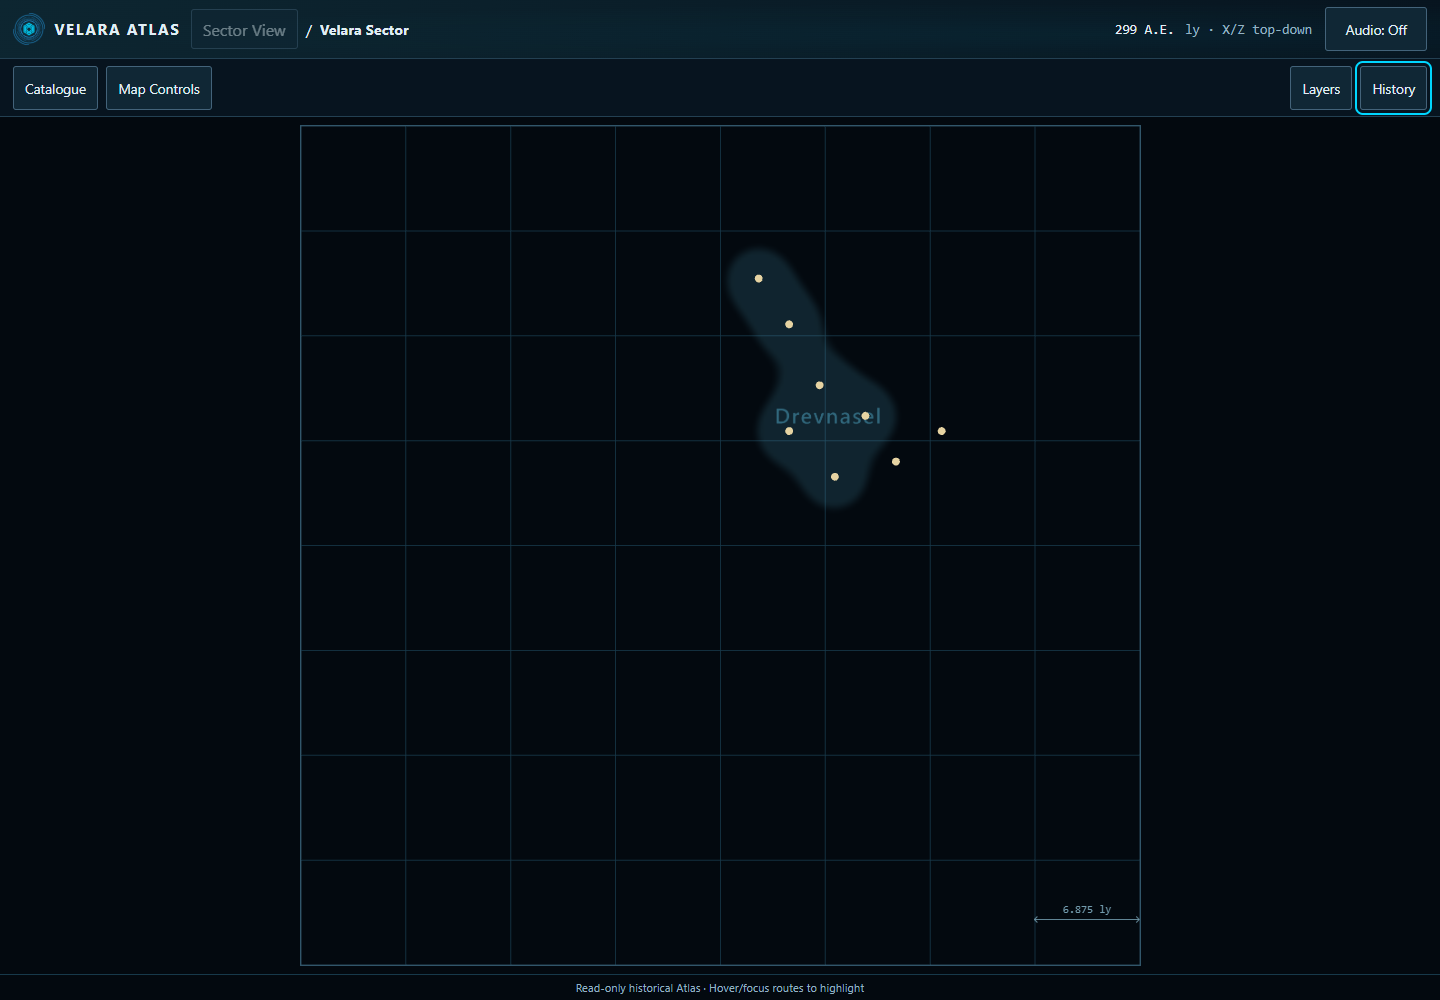 VELARA ATLAS Sector View / Velara Sector 299 A.E. ly · X/Z top-down Audio: Off
Catalogue Map Controls Layers History
Drevnasel
6.875 ly
Read-only historical Atlas · Hover/focus routes to highlight